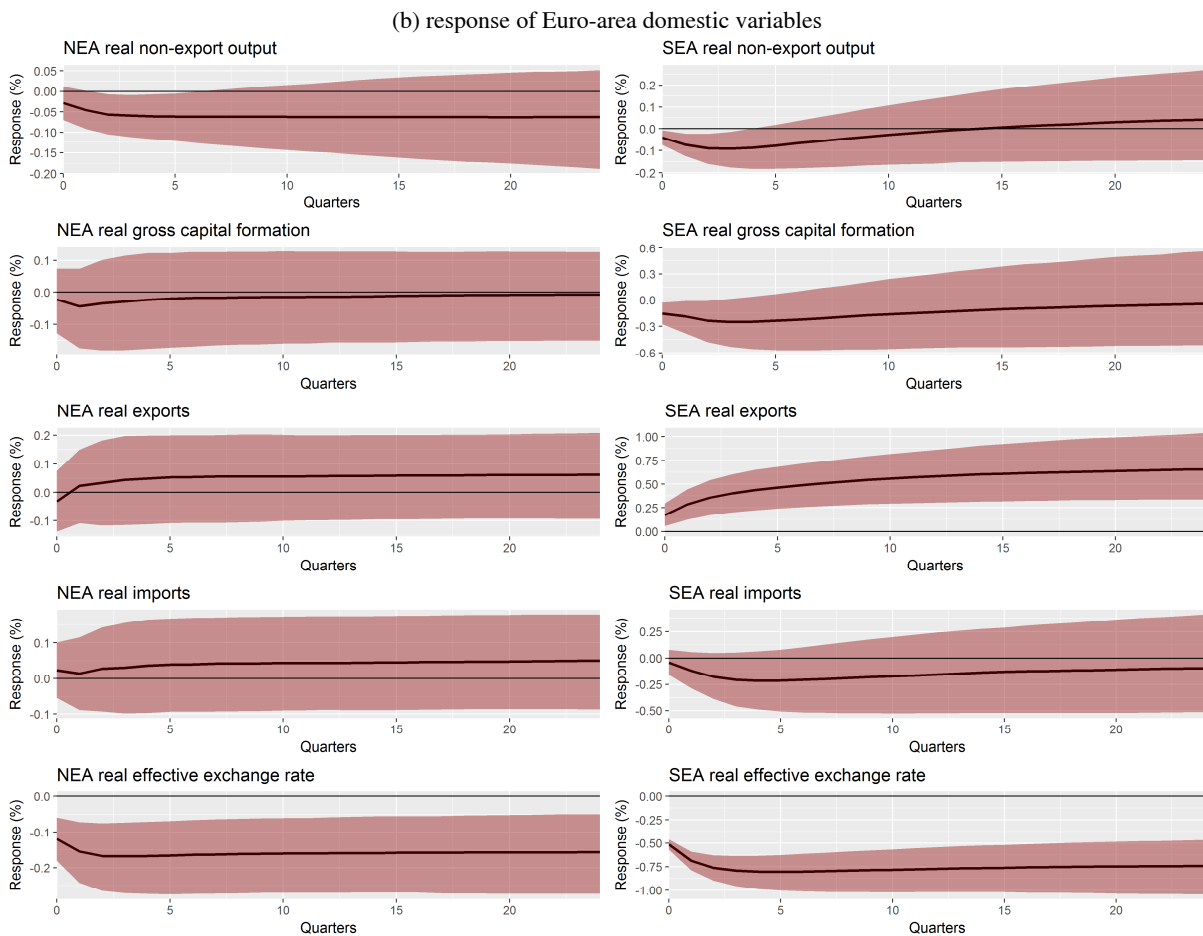 (b) response of Euro-area domestic variables
NEA real non-export output
Response (%)
0.05
0.00
-0.05
-0.10
-0.15
-0.20
0 5 10 15 20
Quarters
SEA real non-export output
Response (%)
0.2
0.1
0.0
-0.1
-0.2
0 5 10 15 20
Quarters
NEA real gross capital formation
Response (%)
0.1
0.0
-0.1
0 5 10 15 20
Quarters
SEA real gross capital formation
Response (%)
0.6
0.3
0.0
-0.3
-0.6
0 5 10 15 20
Quarters
NEA real exports
Response (%)
0.2
0.1
0.0
-0.1
0 5 10 15 20
Quarters
SEA real exports
Response (%)
1.00
0.75
0.50
0.25
0.00
0 5 10 15 20
Quarters
NEA real imports
Response (%)
0.1
0.0
-0.1
0 5 10 15 20
Quarters
SEA real imports
Response (%)
0.25
0.00
-0.25
-0.50
0 5 10 15 20
Quarters
NEA real effective exchange rate
Response (%)
0.0
-0.1
-0.2
0 5 10 15 20
Quarters
SEA real effective exchange rate
Response (%)
0.00
-0.25
-0.50
-0.75
-1.00
0 5 10 15 20
Quarters